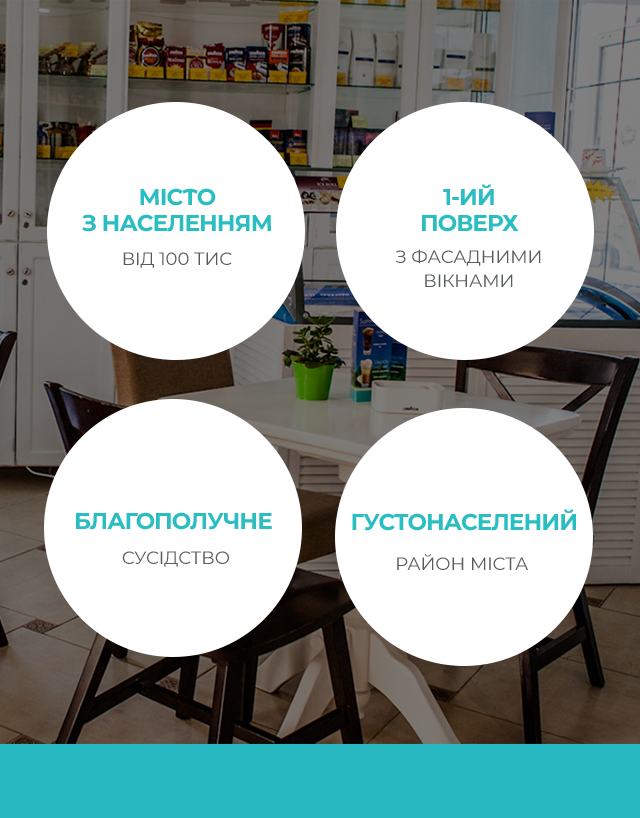 МІСТО
З НАСЕЛЕННЯМ
ВІД 100 ТИС
1-ИЙ
ПОВЕРХ
З ФАСАДНИМИ
ВІКНАМИ
БЛАГОПОЛУЧНЕ
СУСІДСТВО
ГУСТОНАСЕЛЕНИЙ
РАЙОН МІСТА